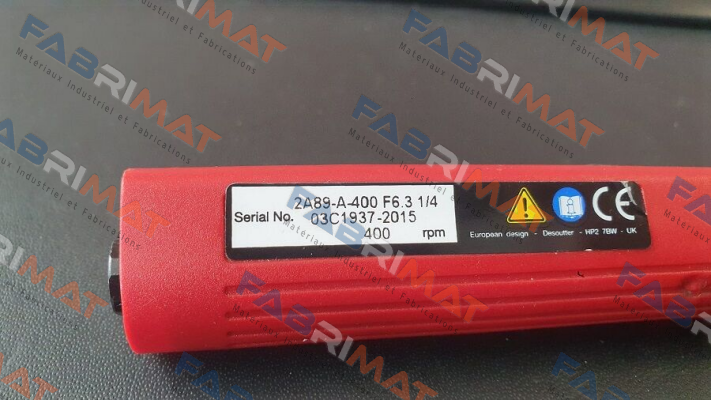 2A89-A-400 F6.3 1/4
Serial No. 03C1937-2015
400 rpm
CE
European design - Desoutter - HP2 7BW - UK
FABRIMAT
Materiaux Industriel et Fabrications